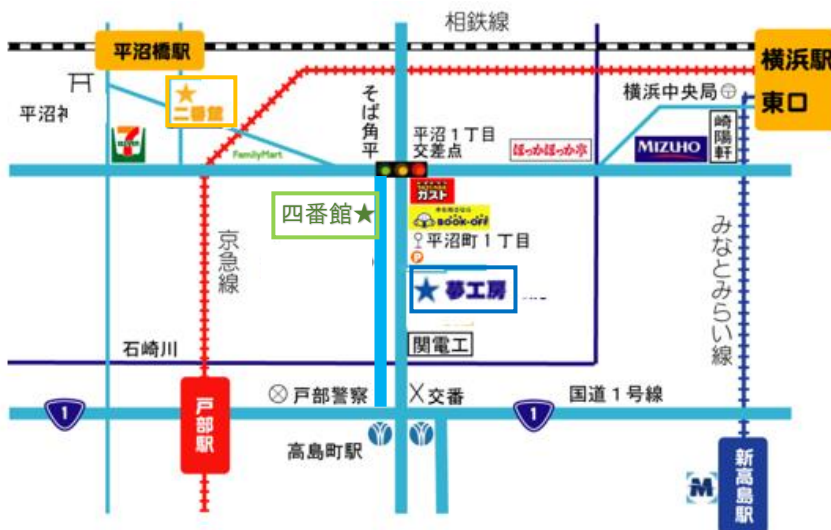 相鉄線
平沼橋駅
横浜駅
東口
平沼神
二番館
そば角平
横浜中央局
崎陽軒
MIZUHO
平沼1丁目
交差点
ほっかほっか亭
7
ELEVEN
FamilyMart
四番館
ガスト
BOOK-OFF
平沼町1丁目
P
夢工房
京急線
みなとみらい線
関電工
石崎川
戸部警察
交番
国道1号線
1
1
戸部駅
高島町駅
新高島駅
M